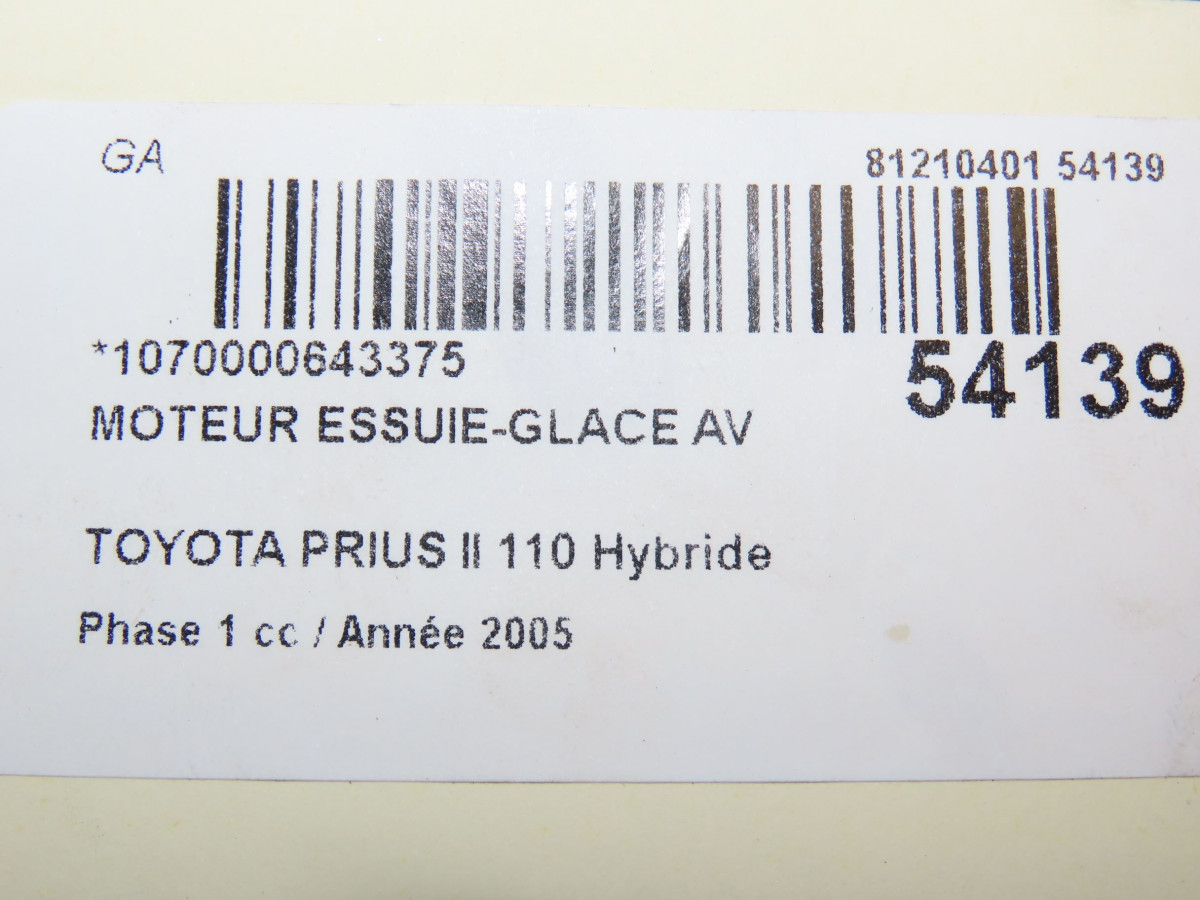 GA
81210401 54139
*1070000643375
54139
MOTEUR ESSUIE-GLACE AV
TOYOTA PRIUS II 110 Hybride
Phase 1 cc / Année 2005